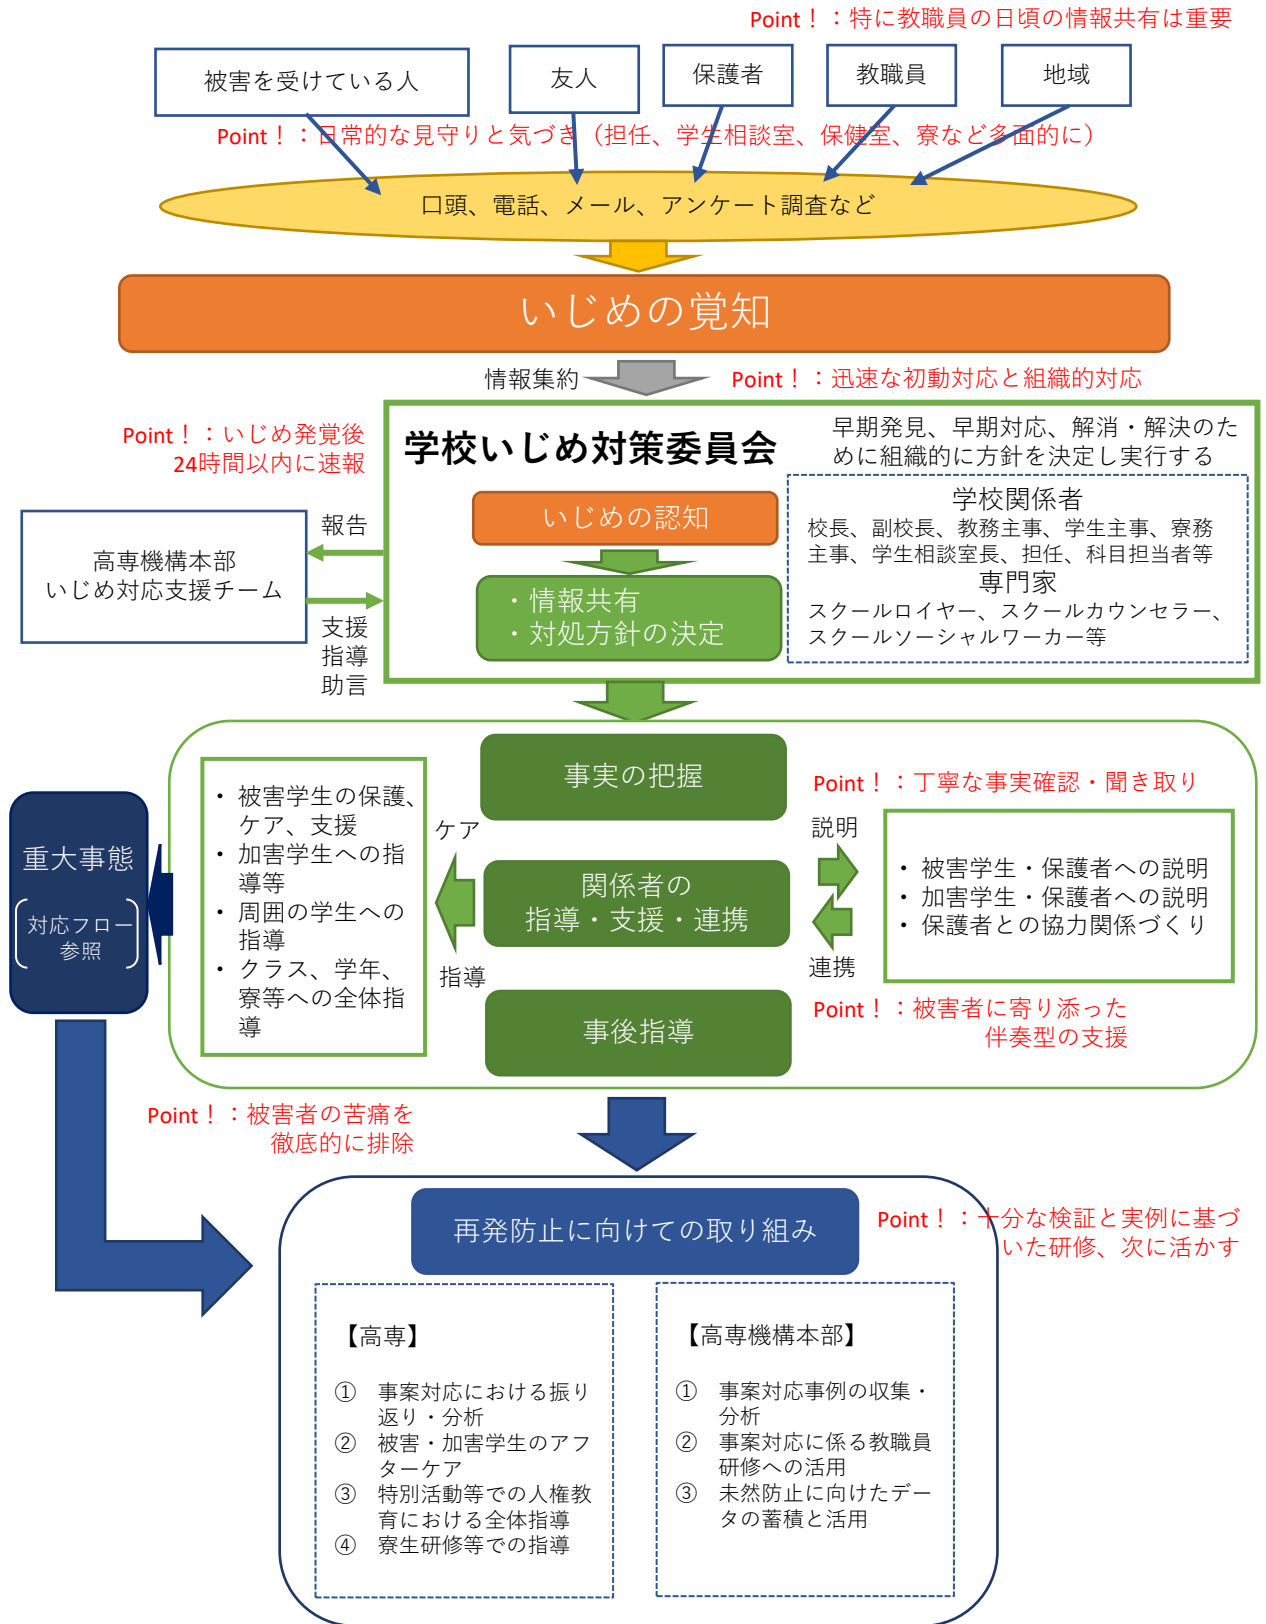 Point！：特に教職員の日頃の情報共有は重要
被害を受けている人
友人
保護者
教職員
地域
Point！：日常的な見守りと気づき（担任、学生相談室、保健室、寮など多面的に）
口頭、電話、メール、アンケート調査など
いじめの覚知
情報集約
Point！：迅速な初動対応と組織的対応
Point！：いじめ発覚後
24時間以内に速報
学校いじめ対策委員会
早期発見、早期対応、解消・解決のた
めに組織的に方針を決定し実行する
いじめの認知
・情報共有
・対処方針の決定
学校関係者
校長、副校長、教務主事、学生主事、寮務
主事、学生相談室長、担任、科目担当者等
専門家
スクールロイヤー、スクールカウンセラー、
スクールソーシャルワーカー等
高専機構本部
いじめ対応支援チーム
報告
支援
指導
助言
事実の把握
Point！：丁寧な事実確認・聞き取り
・被害学生の保護、
ケア、支援
・加害学生への指
導等
・周囲の学生への
指導
・クラス、学年、
寮等への全体指
導
ケア
指導
関係者の
指導・支援・連携
説明
連携
・被害学生・保護者への説明
・加害学生・保護者への説明
・保護者との協力関係づくり
重大事態
対応フロー
参照
事後指導
Point！：被害者に寄り添った
伴奏型の支援
Point！：被害者の苦痛を
徹底的に排除
再発防止に向けての取り組み
Point！：十分な検証と実例に基づ
いた研修、次に活かす
【高専】
① 事案対応における振り
返り・分析
② 被害・加害学生のアフ
ターケア
③ 特別活動等での人権教
育における全体指導
④ 寮生研修等での指導
【高専機構本部】
① 事案対応事例の収集・
分析
② 事案対応に係る教職員
研修への活用
③ 未然防止に向けたデー
タの蓄積と活用